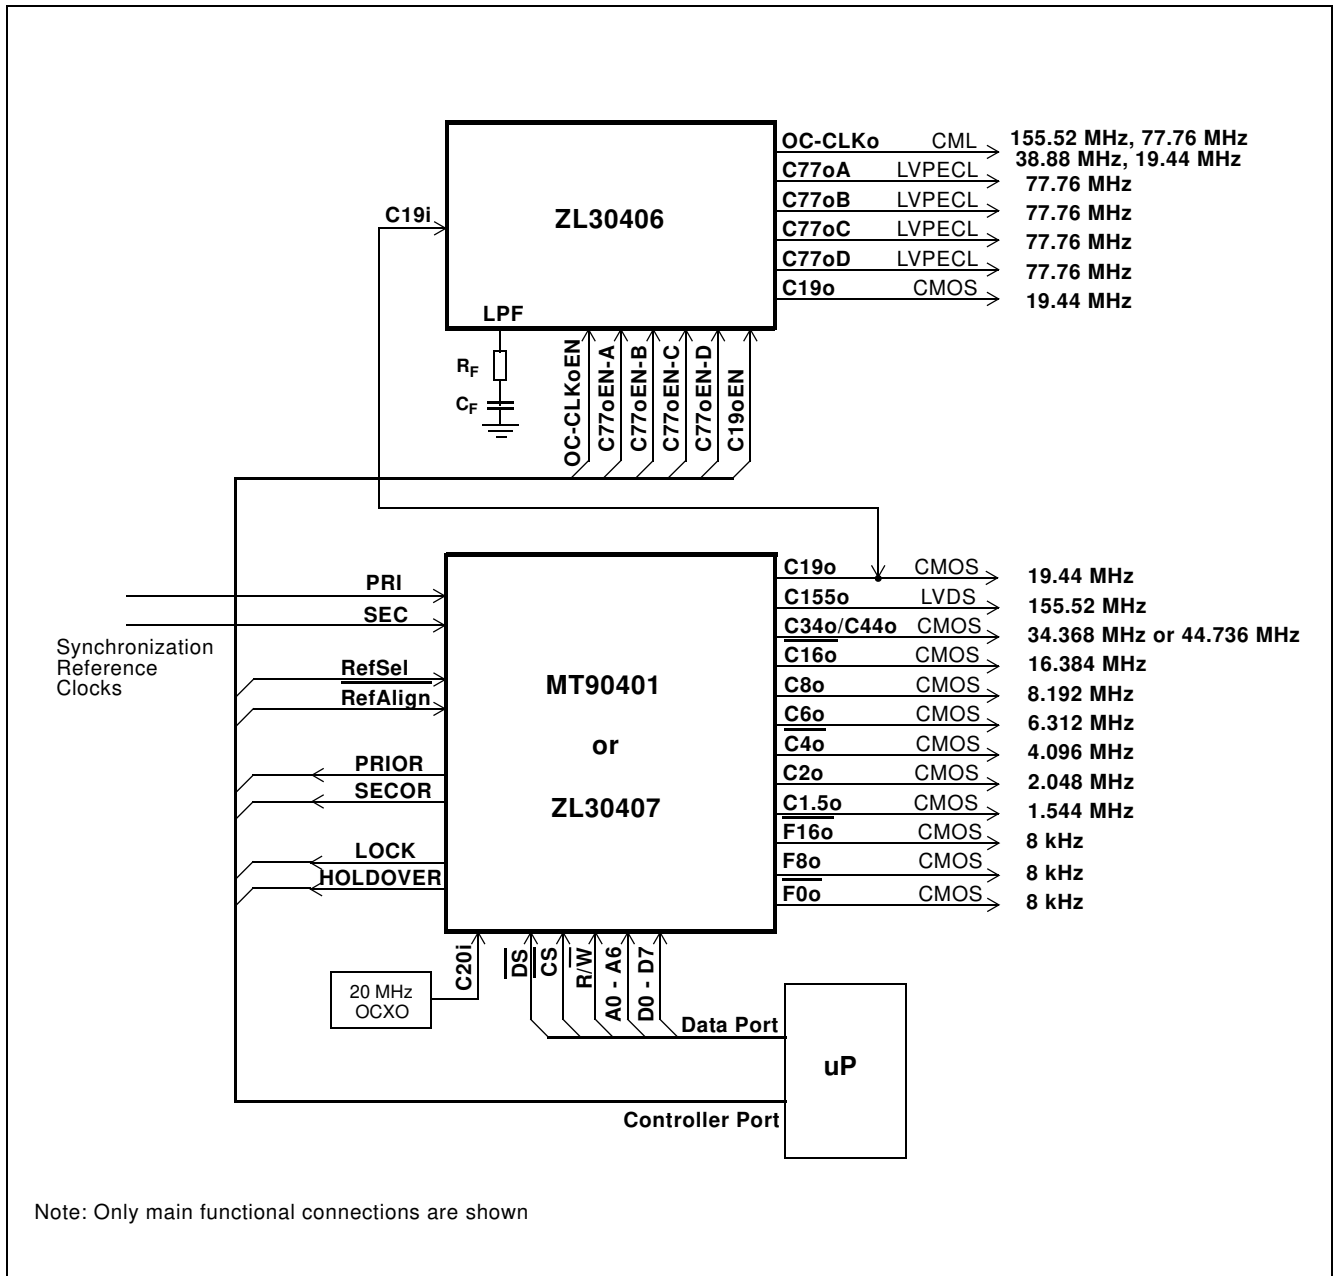 OC-CLKo CML 155.52 MHz, 77.76 MHz
38.88 MHz, 19.44 MHz
C77oA LVPECL 77.76 MHz
C77oB LVPECL 77.76 MHz
C77oC LVPECL 77.76 MHz
C77oD LVPECL 77.76 MHz
C19o CMOS 19.44 MHz
C19i
ZL30406
LPF
RF
CF
OC-CLKoEN
C77oEN-A
C77oEN-B
C77oEN-C
C77oEN-D
C19oEN
PRI
SEC
Synchronization
Reference
Clocks
RefSel
RefAlign
PRIOR
SECOR
LOCK
HOLDOVER
MT90401
or
ZL30407
C19o CMOS 19.44 MHz
C155o LVDS 155.52 MHz
C34o/C44o CMOS 34.368 MHz or 44.736 MHz
C16o CMOS 16.384 MHz
C8o CMOS 8.192 MHz
C6o CMOS 6.312 MHz
C4o CMOS 4.096 MHz
C2o CMOS 2.048 MHz
C1.5o CMOS 1.544 MHz
F16o CMOS 8 kHz
F8o CMOS 8 kHz
F0o CMOS 8 kHz
20 MHz
OCXO
C20i
DS
CS
R/W
A0 - A6
D0 - D7
Data Port
uP
Controller Port
Note: Only main functional connections are shown